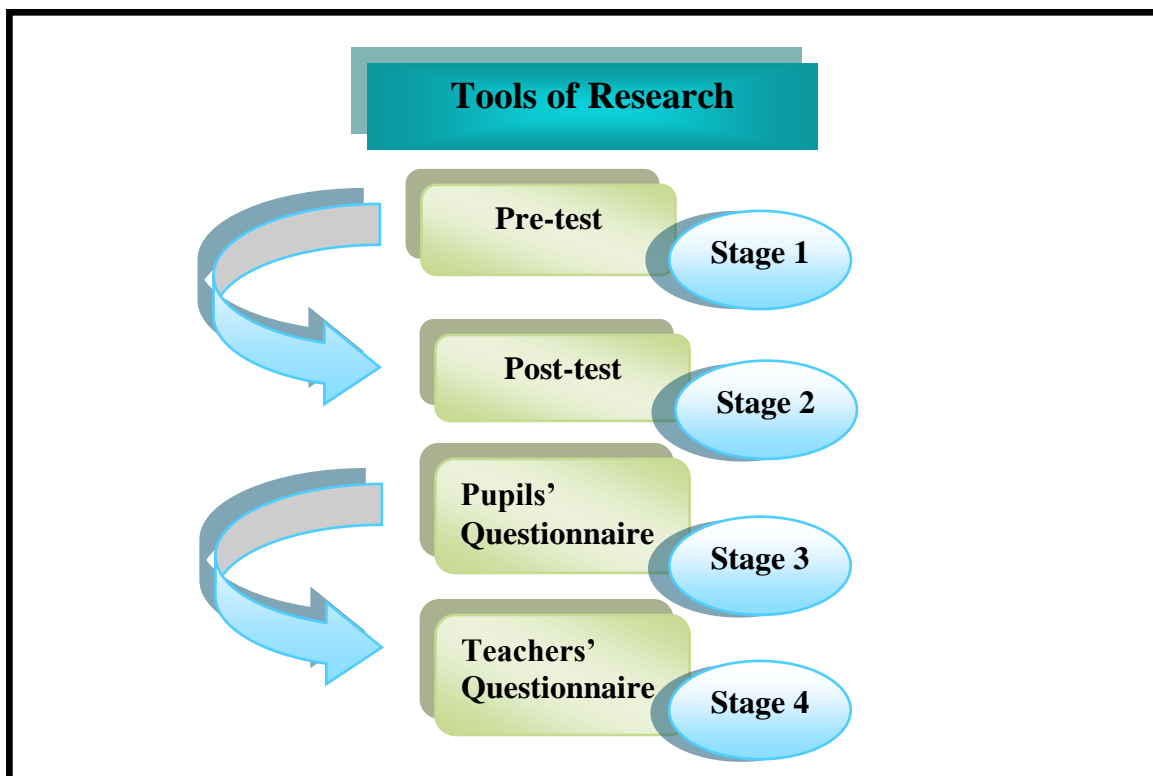 Tools of Research
Pre-test
Stage 1
Post-test
Stage 2
Pupils’
Questionnaire
Stage 3
Teachers’
Questionnaire
Stage 4